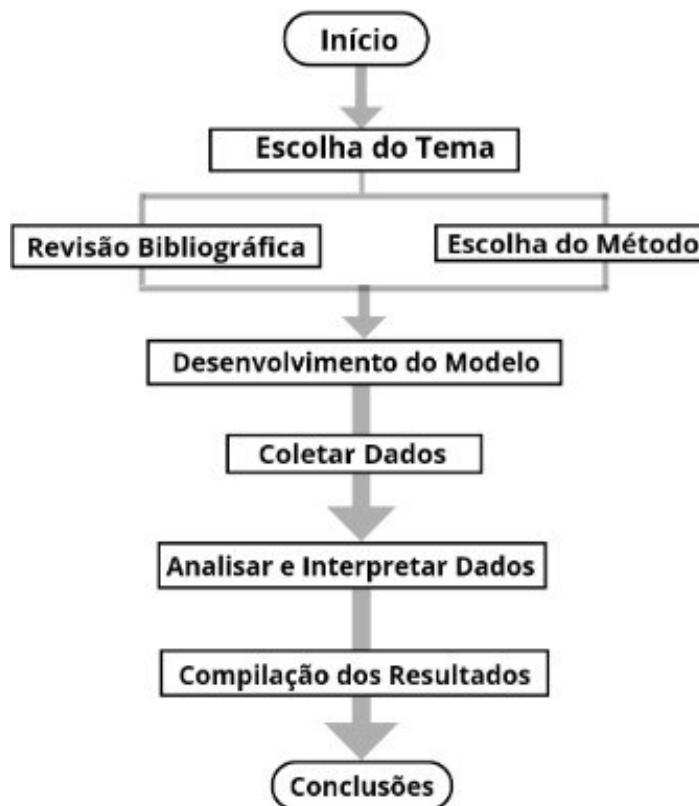 Início
Escolha do Tema
Revisão Bibliográfica
Escolha do Método
Desenvolvimento do Modelo
Coletar Dados
Analisar e Interpretar Dados
Compilação dos Resultados
Conclusões